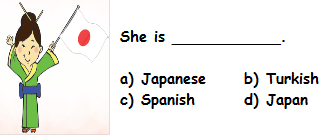 She is ____________.
a) Japanese b) Turkish
c) Spanish d) Japan